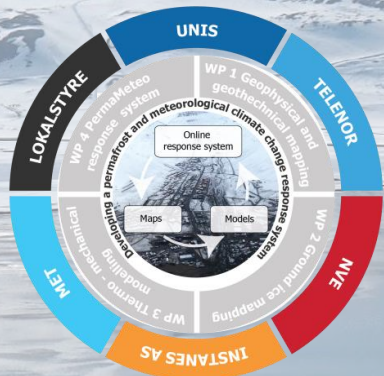 UNIS
TELENOR
NVE
INSTANES AS
MET
LOKALSTYRE
WP 1 Geophysical and
geotechnical mapping
WP 2 Ground ice mapping
WP 3 Thermo - mechanical
modeling
WP 4 PermaMeteo
response system
Developing a permafrost and meteorological climate change response system
Online
response system
Maps
Models